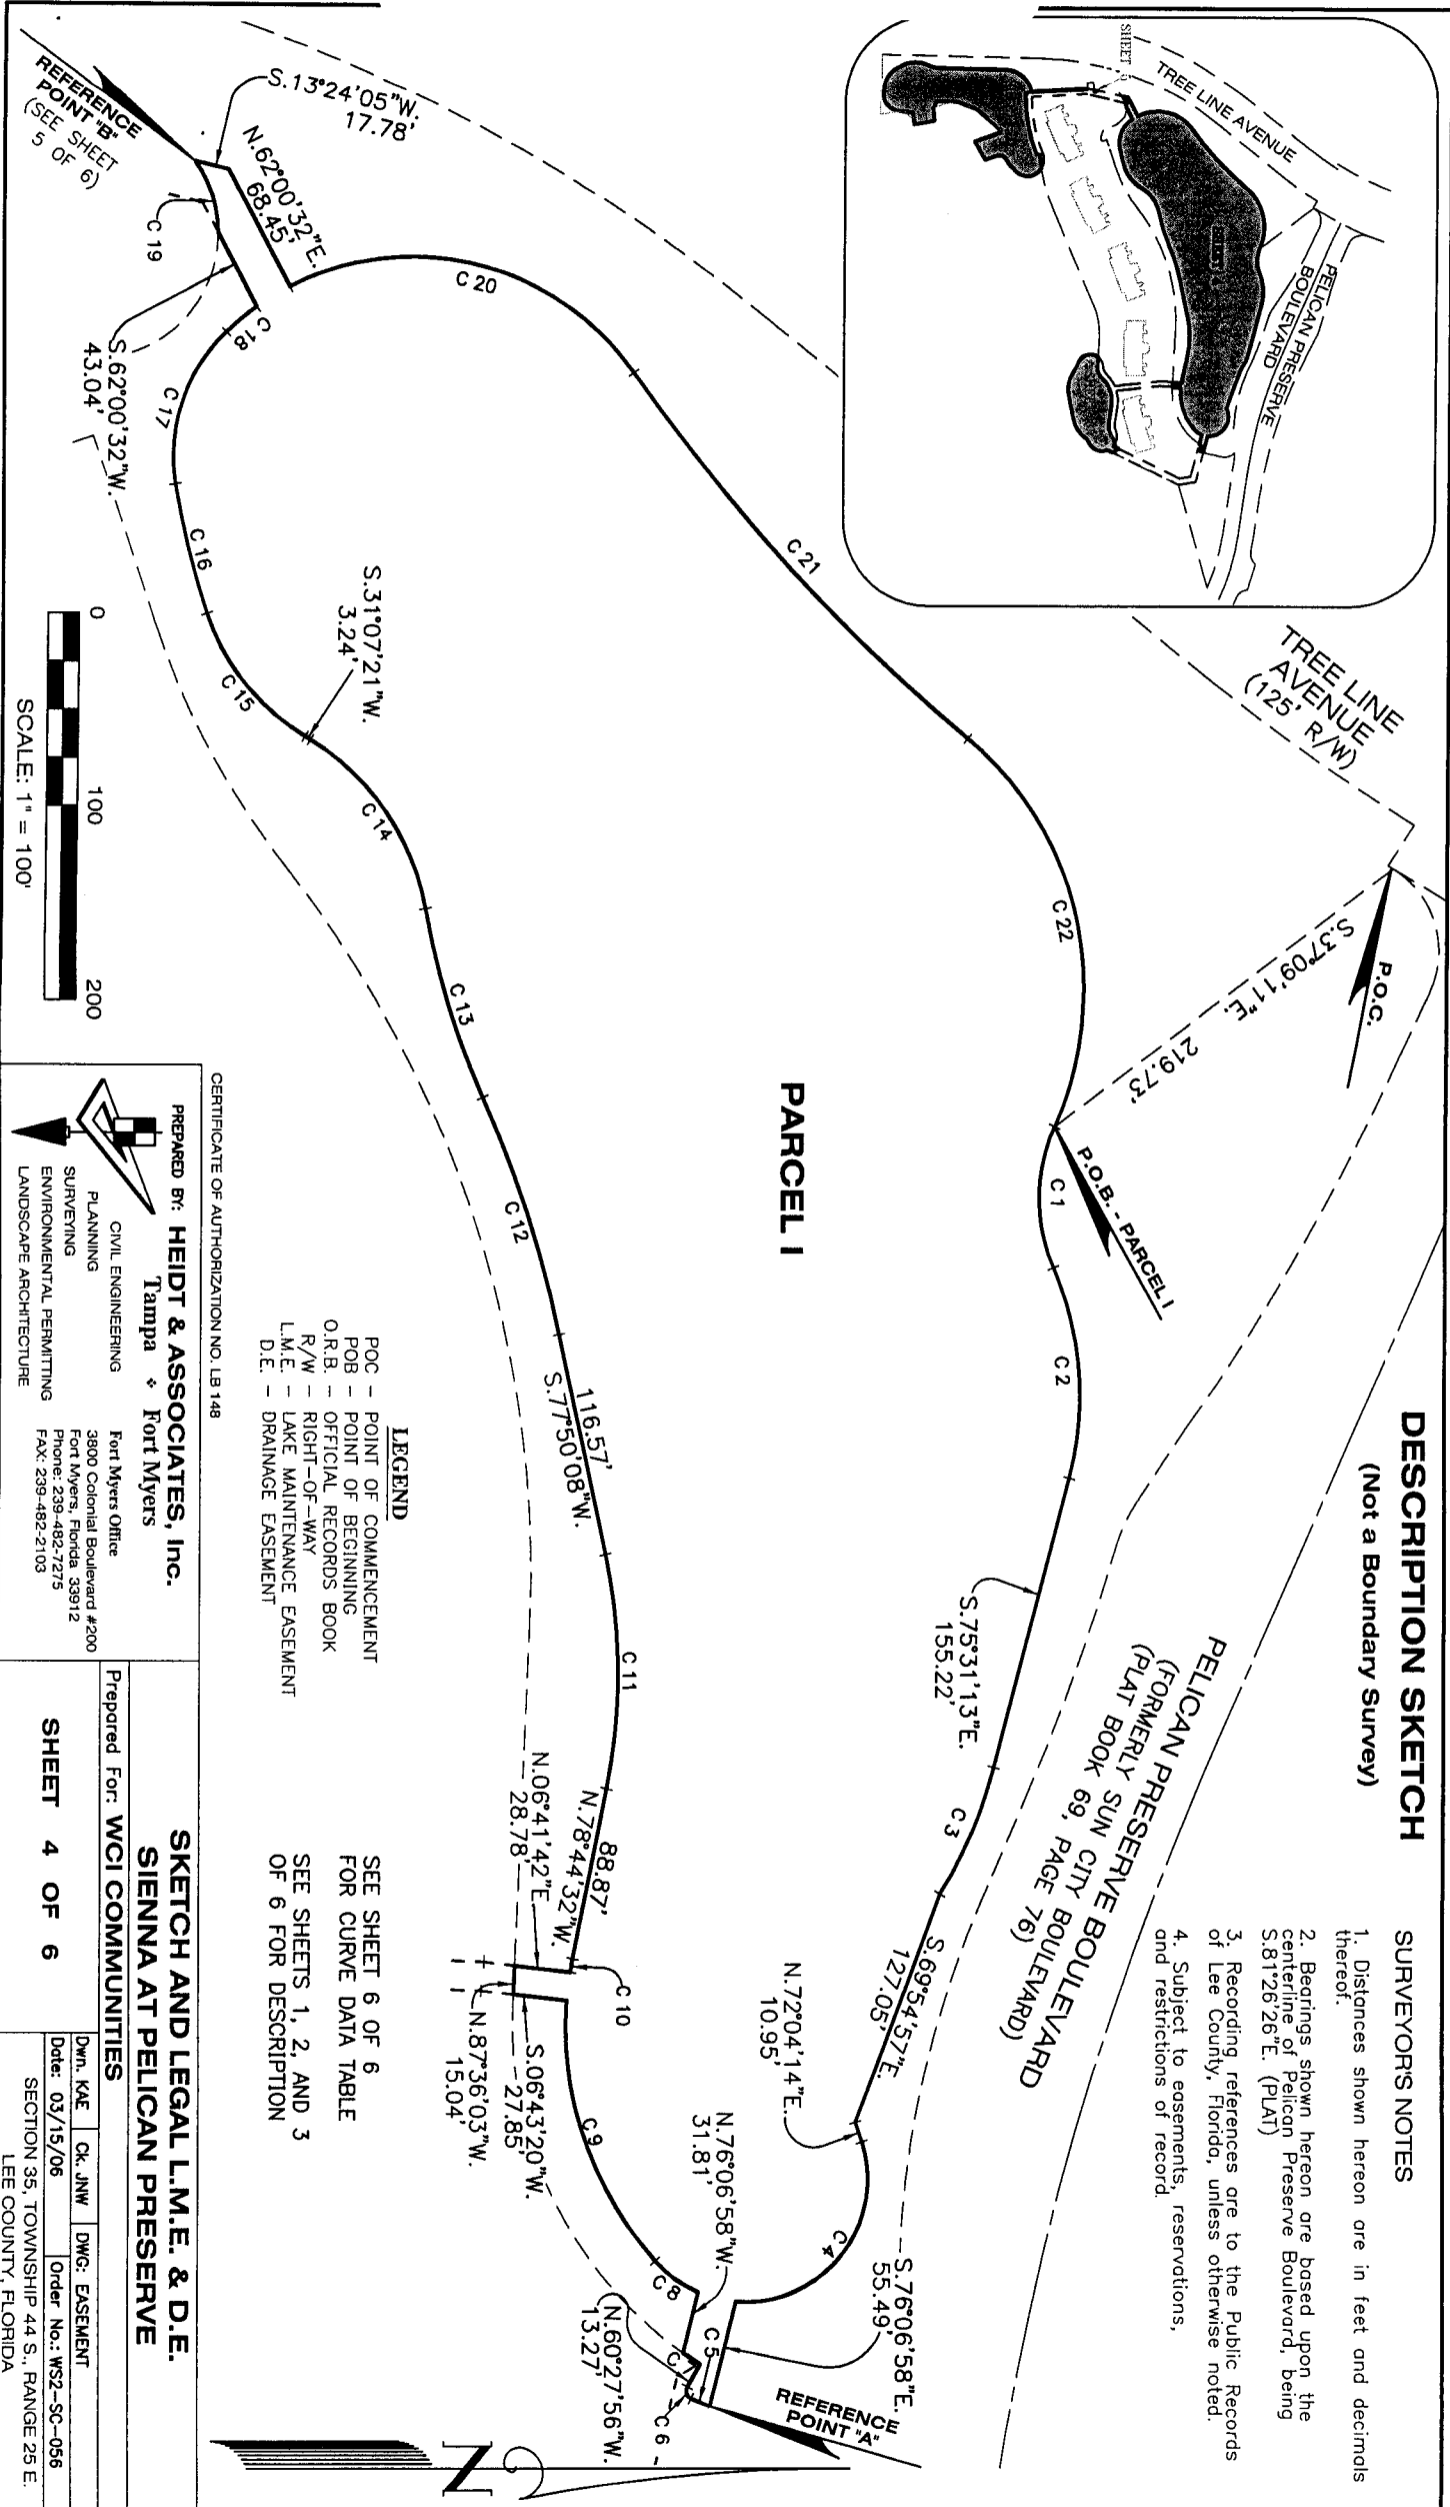 DESCRIPTION SKETCH
(Not a Boundary Survey)
SURVEYOR'S NOTES
1. Distances shown hereon are in feet and decimals
thereof.
2. Bearings shown hereon are based upon the
centerline of Pelican Preserve Boulevard, being
S.81°26'26"E. (PLAT)
3. Recording references are to the Public Records
of Lee County, Florida, unless otherwise noted.
4. Subject to easements, reservations,
and restrictions of record.
SHEET
TREE LINE AVENUE
PELICAN PRESERVE
BOULEVARD
TREE LINE
AVENUE
(125' R/W)
P.O.C.
S.37°09'11"E.
219.73'
P.O.B. - PARCEL I
PELICAN PRESERVE BOULEVARD
(FORMERLY SUN CITY BOULEVARD)
(PLAT BOOK 69, PAGE 76)
C 22
C 1
C 2
S.75°31'13"E.
155.22'
C 3
S.69°54'57"E.
127.05'
N.72°04'14"E.
10.95'
C 4
S.76°06'58"E.
55.49'
REFERENCE
POINT "A"
C 5
C 6
C 7
N.60°27'56"W.
13.27'
N.76°06'58"W.
31.81'
C 8
C 9
S.06°43'20"W.
27.85'
N.87°36'03"W.
15.04'
N.06°41'42"E.
28.78'
C 10
88.87'
N.78°44'32"W.
C 11
116.57'
S.77°50'08"W.
C 12
C 13
C 14
S.31°07'21"W.
3.24'
C 15
C 16
C 17
C 18
S.62°00'32"W.
43.04'
C 19
REFERENCE
POINT "B"
(SEE SHEET
5 OF 6)
S.13°24'05"W.
17.78'
N.62°00'32"E.
68.45'
C 20
C 21
PARCEL I
LEGEND
POC - POINT OF COMMENCEMENT
POB - POINT OF BEGINNING
O.R.B. - OFFICIAL RECORDS BOOK
R/W - RIGHT-OF-WAY
L.M.E. - LAKE MAINTENANCE EASEMENT
D.E. - DRAINAGE EASEMENT
SEE SHEET 6 OF 6
FOR CURVE DATA TABLE
SEE SHEETS 1, 2, AND 3
OF 6 FOR DESCRIPTION
N
0 100 200
SCALE: 1" = 100'
CERTIFICATE OF AUTHORIZATION NO. LB 148
PREPARED BY: HEIDT & ASSOCIATES, Inc.
Tampa ❖ Fort Myers
CIVIL ENGINEERING
PLANNING
SURVEYING
ENVIRONMENTAL PERMITTING
LANDSCAPE ARCHITECTURE
Fort Myers Office
3800 Colonial Boulevard #200
Fort Myers, Florida 33912
Phone: 239-482-7275
FAX: 239-482-2103
SKETCH AND LEGAL L.M.E. & D.E.
SIENNA AT PELICAN PRESERVE
Prepared For: WCI COMMUNITIES
SHEET 4 OF 6
Dwn. KAE Ck. JNW DWG: EASEMENT
Date: 03/15/06 Order No.: WS2-SC-056
SECTION 35, TOWNSHIP 44 S., RANGE 25 E.
LEE COUNTY, FLORIDA